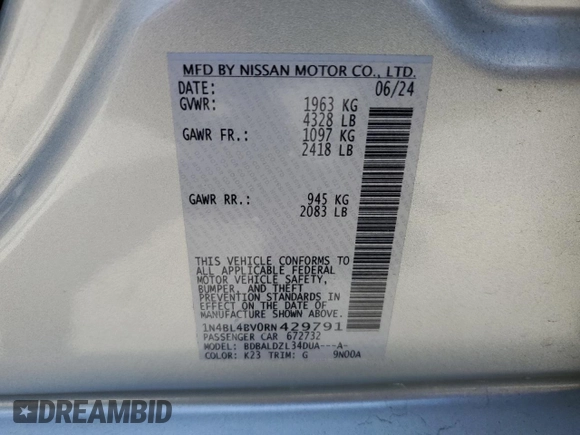 MFD BY NISSAN MOTOR CO., LTD.
DATE: 06/24
GVWR: 1963 KG
4328 LB
GAWR FR.: 1097 KG
2418 LB
GAWR RR.: 945 KG
2083 LB
THIS VEHICLE CONFORMS TO
ALL APPLICABLE FEDERAL
MOTOR VEHICLE SAFETY,
BUMPER, AND THEFT
PREVENTION STANDARDS IN
EFFECT ON THE DATE OF
MANUFACTURE SHOWN ABOVE.
1N4BL4BV0RN429791
PASSENGER CAR 672732
MODEL: BDBALDZL34DUA---A-
COLOR: K23 TRIM: G 9N00A
DREAMBID